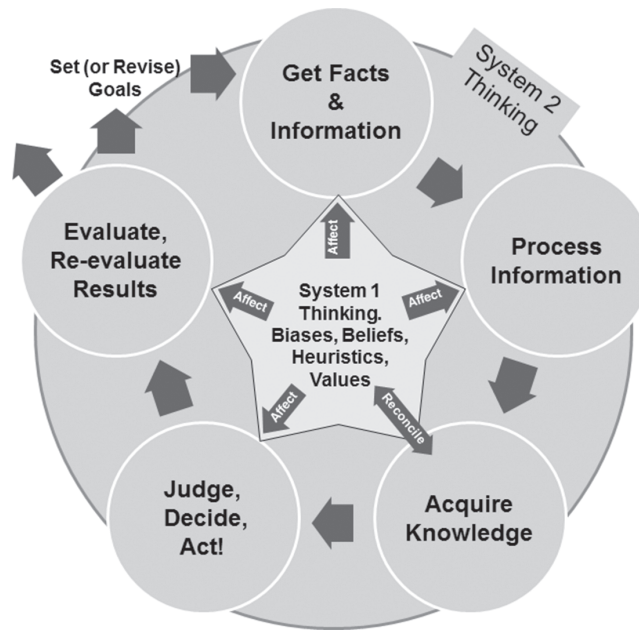 Set (or Revise)
Goals
Get Facts
&
Information
System 2
Thinking
Process
Information
Acquire
Knowledge
Judge,
Decide,
Act!
Evaluate,
Re-evaluate
Results
System 1
Thinking.
Biases, Beliefs,
Heuristics,
Values
Affect
Affect
Reconcile
Affect
Affect